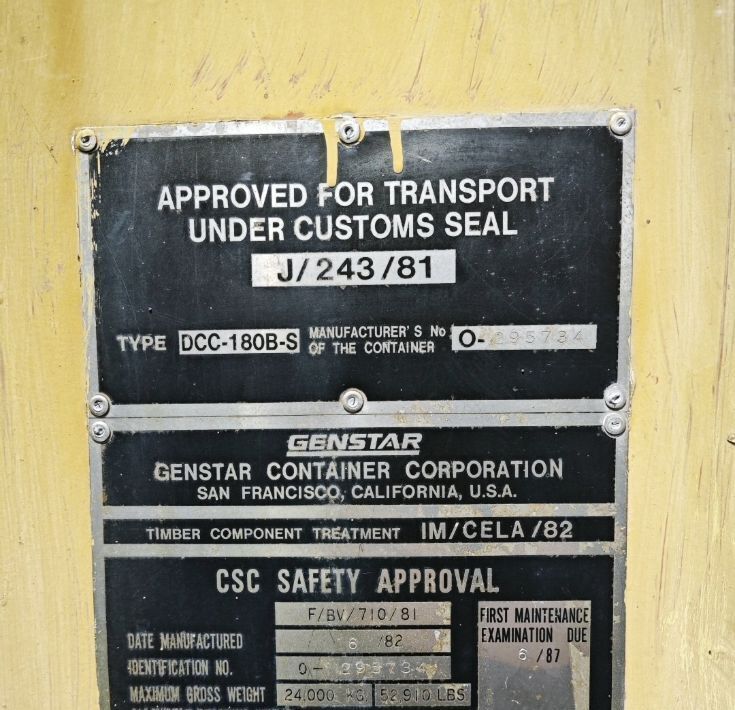 APPROVED FOR TRANSPORT
UNDER CUSTOMS SEAL
J/243/81
TYPE DCC-180B-S MANUFACTURER'S No
OF THE CONTAINER O-295734
GENSTAR
GENSTAR CONTAINER CORPORATION
SAN FRANCISCO, CALIFORNIA, U.S.A.
TIMBER COMPONENT TREATMENT IM/CELA/82
CSC SAFETY APPROVAL
F/BV/710/81
DATE MANUFACTURED 6 /82
IDENTIFICATION NO. O-295734
MAXIMUM GROSS WEIGHT 24,000 KG. 52,910 LBS
FIRST MAINTENANCE
EXAMINATION DUE
6 /87